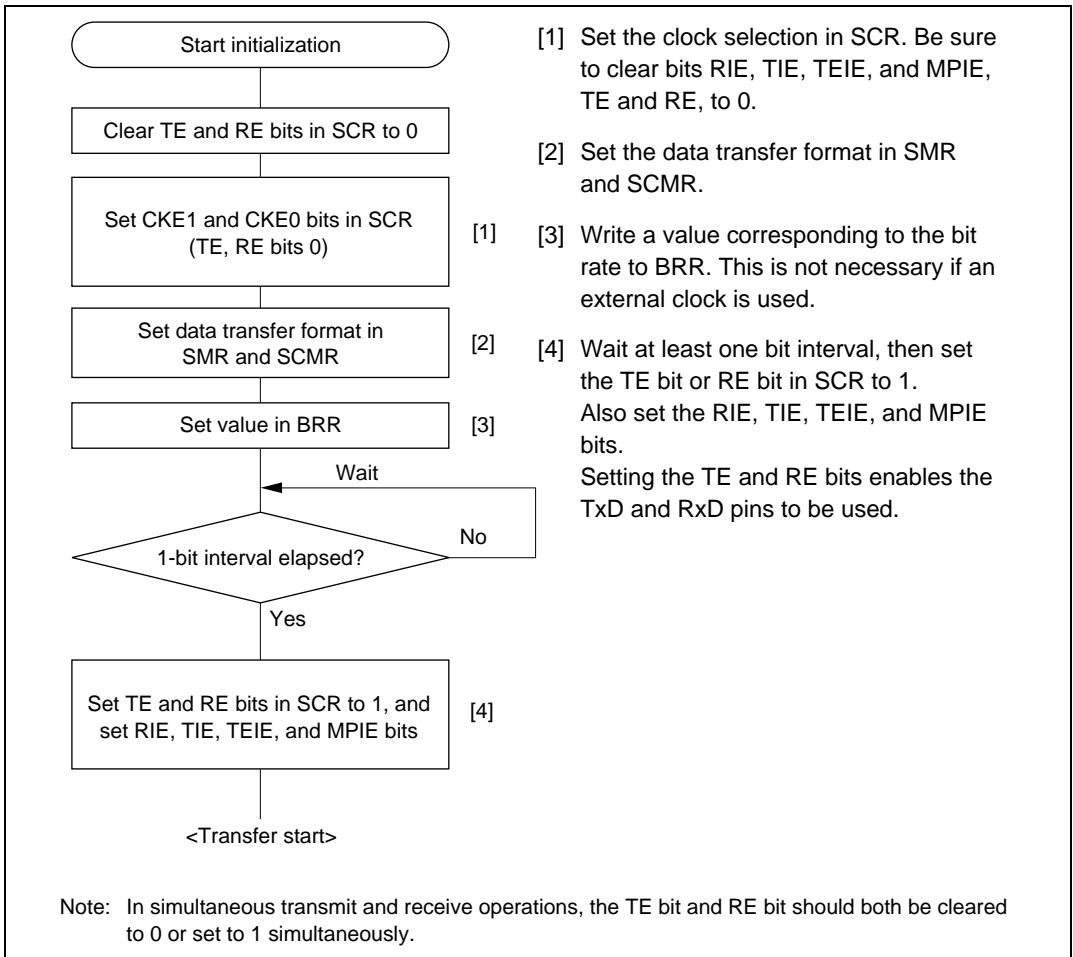 Start initialization
Clear TE and RE bits in SCR to 0
Set CKE1 and CKE0 bits in SCR
(TE, RE bits 0)
[1]
Set data transfer format in
SMR and SCMR
[2]
Set value in BRR
[3]
Wait
No
1-bit interval elapsed?
Yes
Set TE and RE bits in SCR to 1, and
set RIE, TIE, TEIE, and MPIE bits
[4]
<Transfer start>
[1] Set the clock selection in SCR. Be sure
to clear bits RIE, TIE, TEIE, and MPIE,
TE and RE, to 0.
[2] Set the data transfer format in SMR
and SCMR.
[3] Write a value corresponding to the bit
rate to BRR. This is not necessary if an
external clock is used.
[4] Wait at least one bit interval, then set
the TE bit or RE bit in SCR to 1.
Also set the RIE, TIE, TEIE, and MPIE
bits.
Setting the TE and RE bits enables the
TxD and RxD pins to be used.
Note: In simultaneous transmit and receive operations, the TE bit and RE bit should both be cleared
to 0 or set to 1 simultaneously.